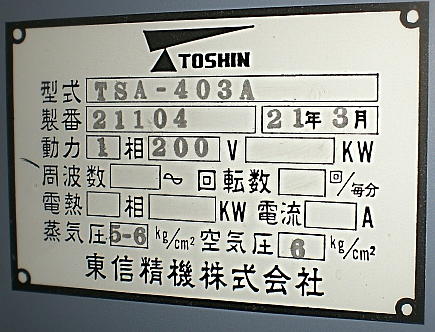 TOSHIN
型式 TSA-403A
製番 21104 21年3月
動力 1 相 200 V KW
周波数 ~ 回転数 回/毎分
電熱 相 KW 電流 A
蒸気圧 5-6 kg/cm² 空気圧 6 kg/cm²
東信精機株式会社